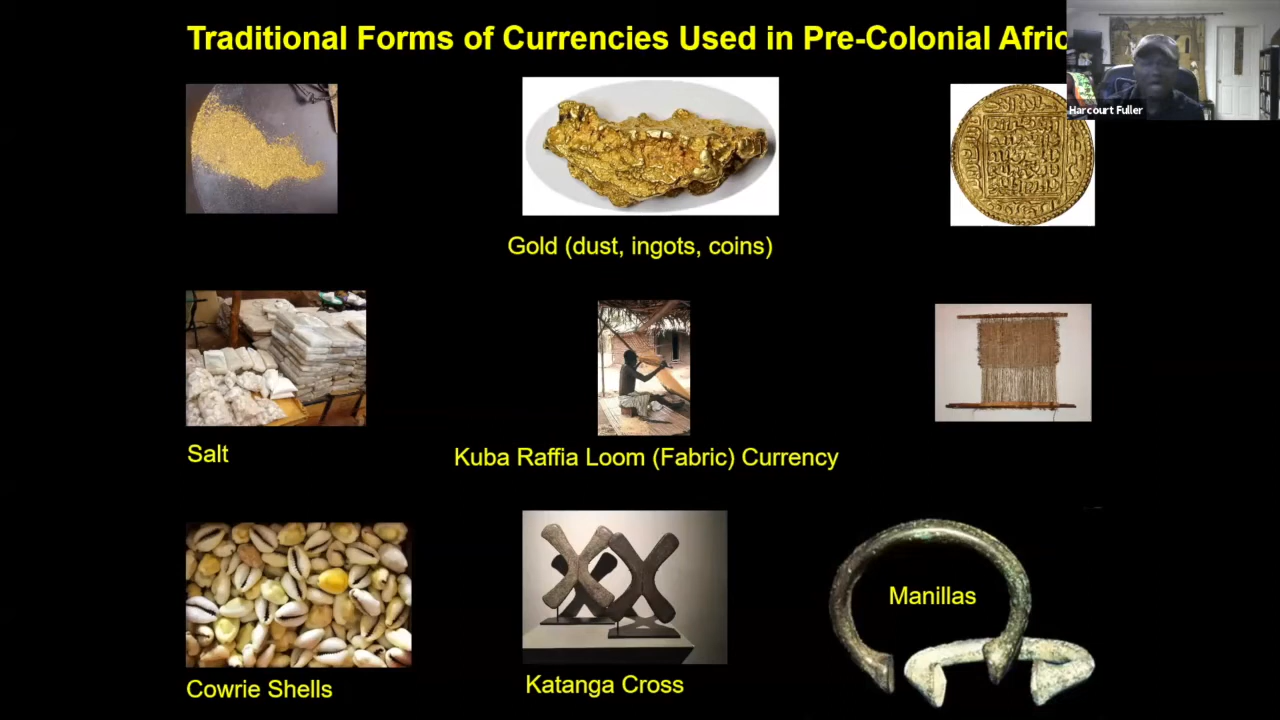 Traditional Forms of Currencies Used in Pre-Colonial Afric
Harcourt Fuller
Gold (dust, ingots, coins)
Salt
Kuba Raffia Loom (Fabric) Currency
Manillas
Cowrie Shells
Katanga Cross